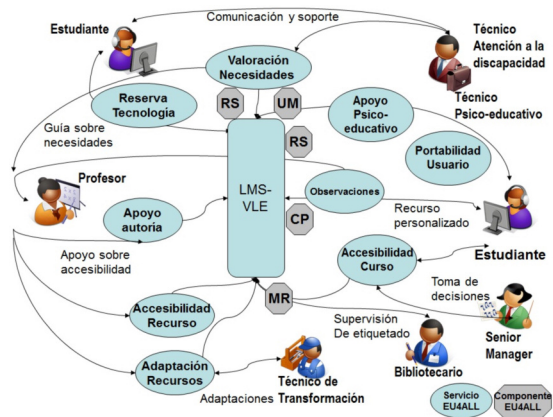 Comunicación y soporte
Estudiante
Técnico
Atención a la
discapacidad
Técnico
Psico-educativo
Valoración
Necesidades
Reserva
Tecnologia
RS
UM
Apoyo
Psico-
educativo
RS
Portabilidad
Usuario
Guía sobre
necesidades
Profesor
LMS-
VLE
Observaciones
CP
Recurso
personalizado
Apoyo
autoria
Apoyo sobre
accesibilidad
Estudiante
Accesibilidad
Curso
Toma de
decisiones
MR
Accesibilidad
Recurso
Supervisión
De etiquetado
Senior
Manager
Bibliotecario
Adaptación
Recursos
Adaptaciones
Técnico de
Transformación
Servicio
EU4ALL
Componente
EU4ALL